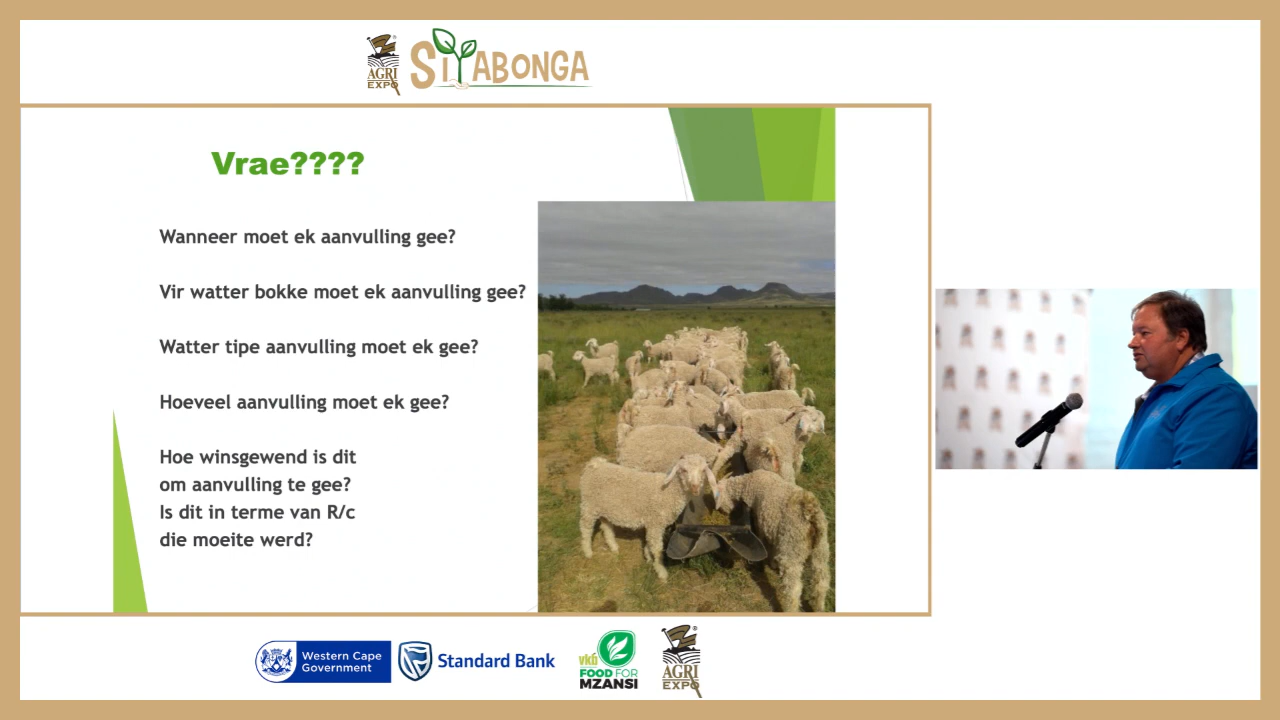 AGRI
EXPO
SIYABONGA
Vrae????
Wanneer moet ek aanvulling gee?
Vir watter bokke moet ek aanvulling gee?
Watter tipe aanvulling moet ek gee?
Hoeveel aanvulling moet ek gee?
Hoe winsgewend is dit
om aanvulling te gee?
Is dit in terme van R/c
die moeite werd?
Western Cape
Government
Standard Bank
vkb
FOOD FOR
MZANSI
AGRI
EXPO